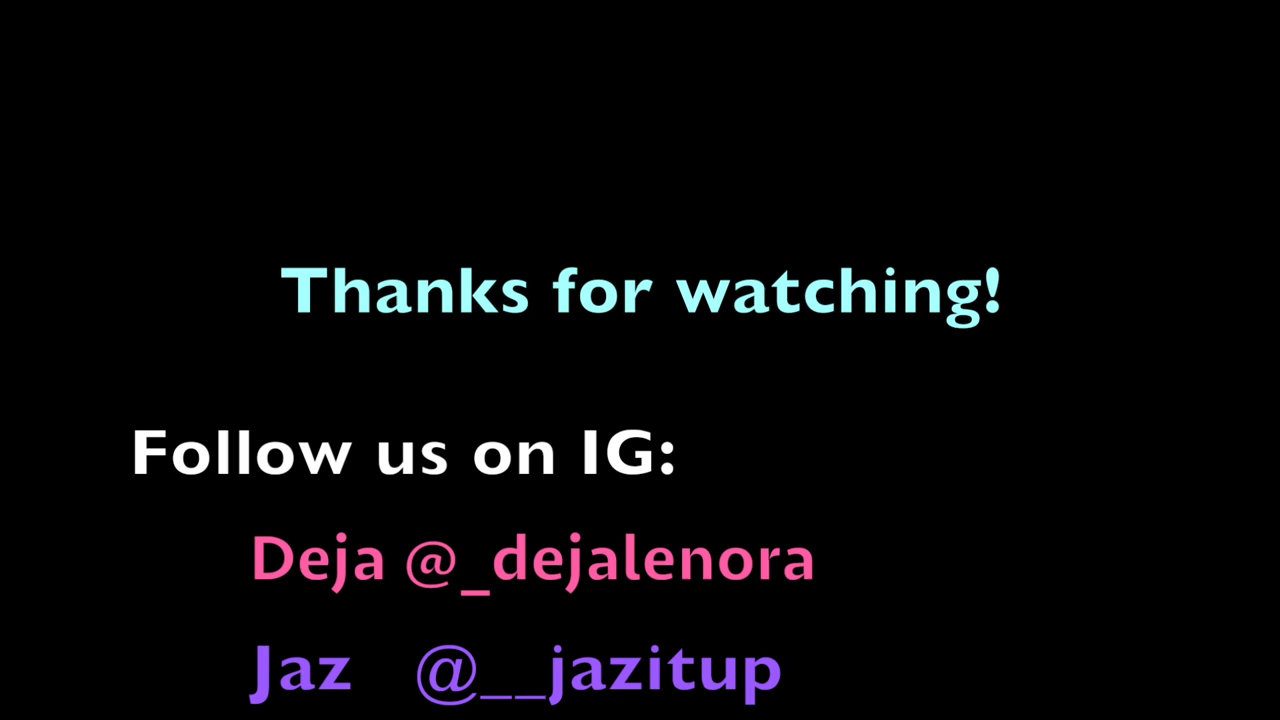 Thanks for watching!
Follow us on IG:
Deja @_dejalenora
Jaz @__jazitup